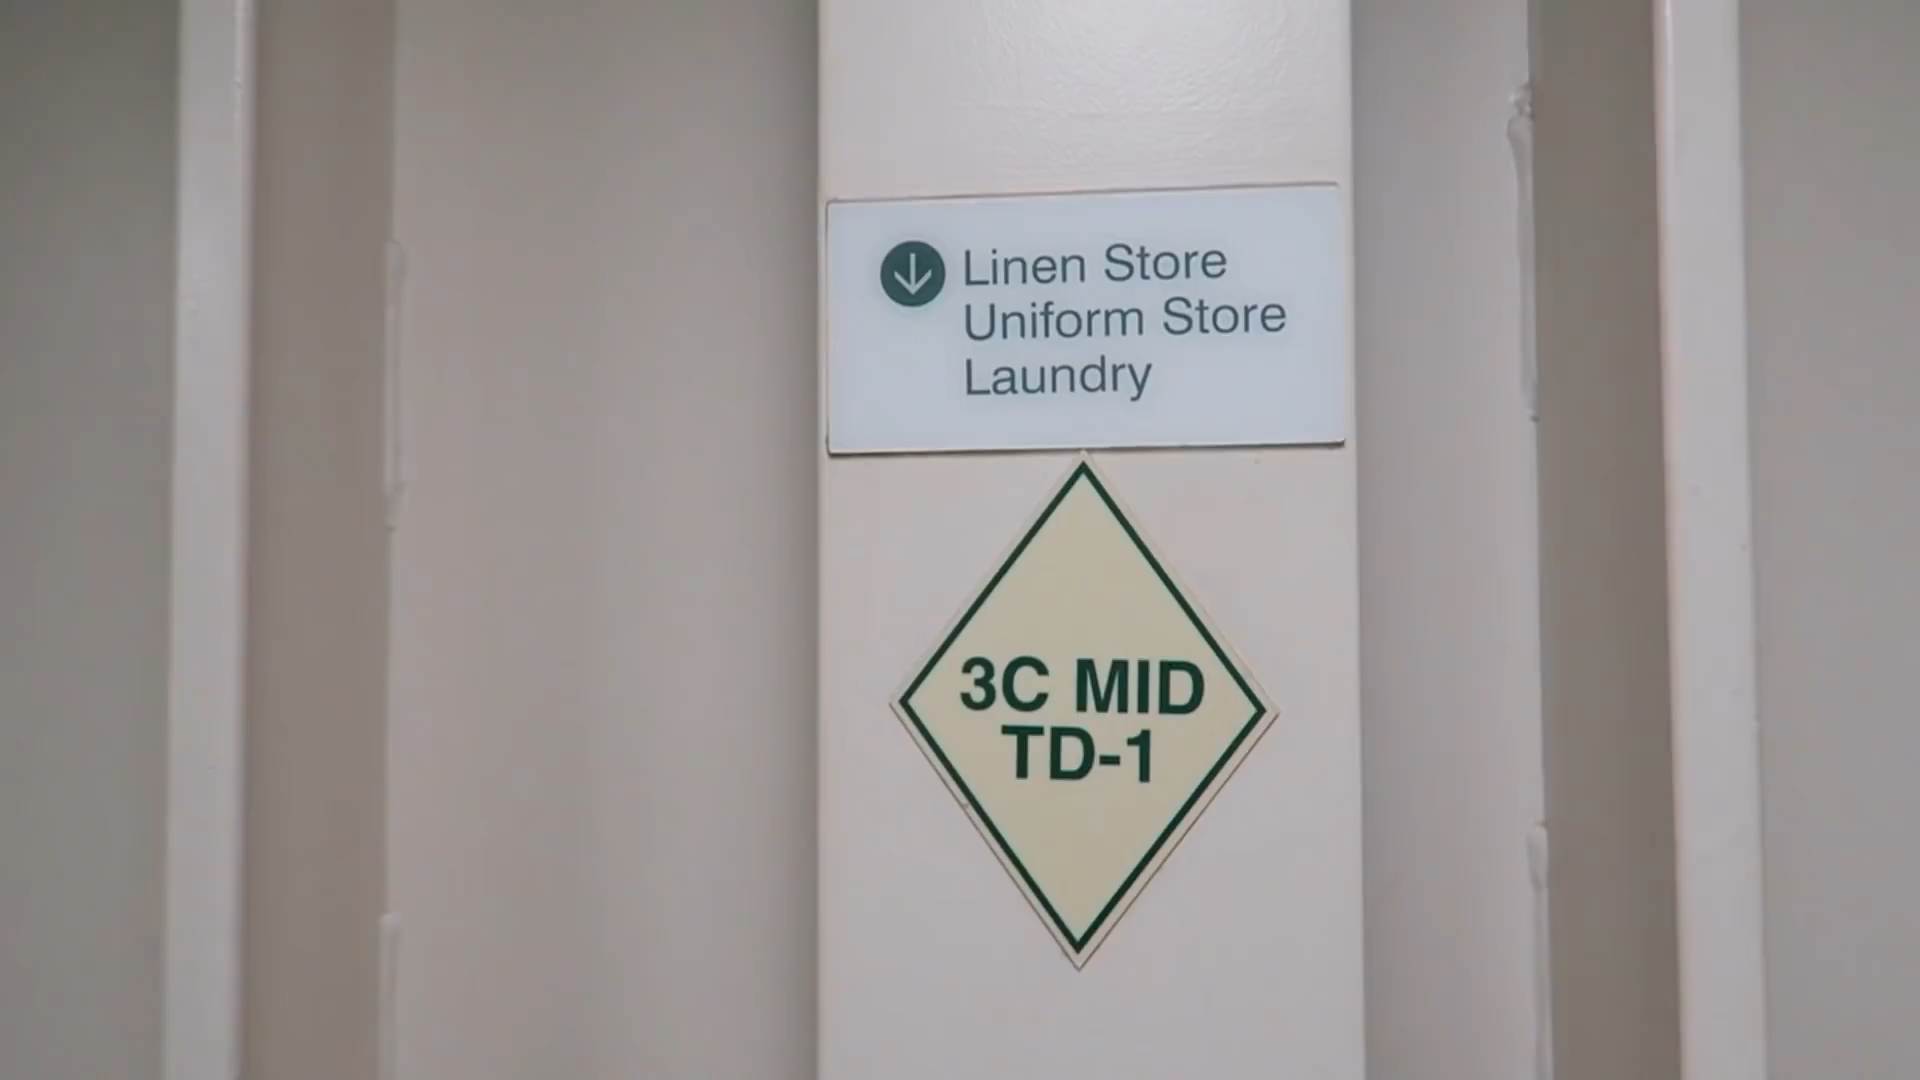 Linen Store
Uniform Store
Laundry
3C MID
TD-1